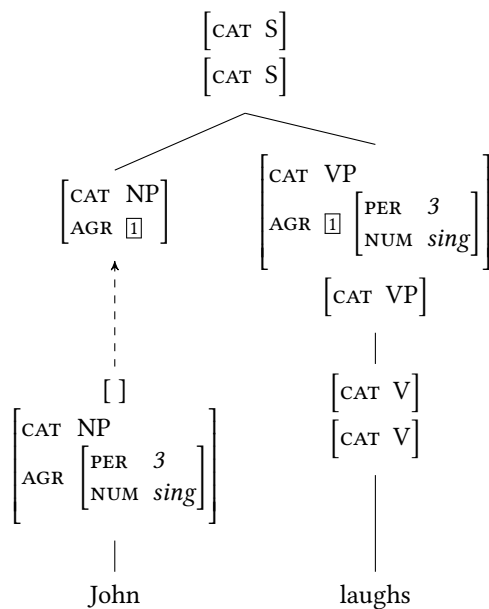 [CAT S]
[CAT S]
[CAT NP
AGR 1]
[CAT VP
AGR 1 [PER 3
NUM sing]]
[CAT VP]
[ ]
[CAT NP
AGR [PER 3
NUM sing]]
[CAT V]
[CAT V]
John
laughs